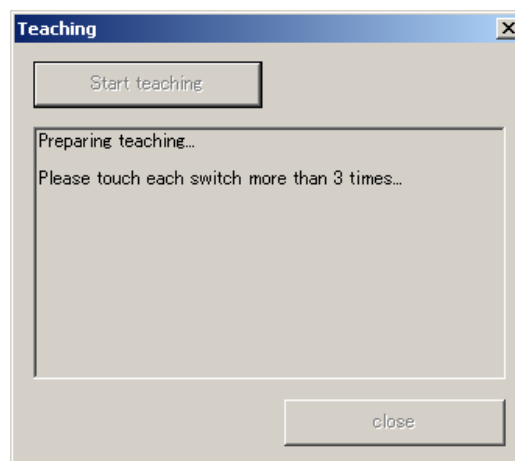 Teaching
Start teaching
Preparing teaching...
Please touch each switch more than 3 times...
close